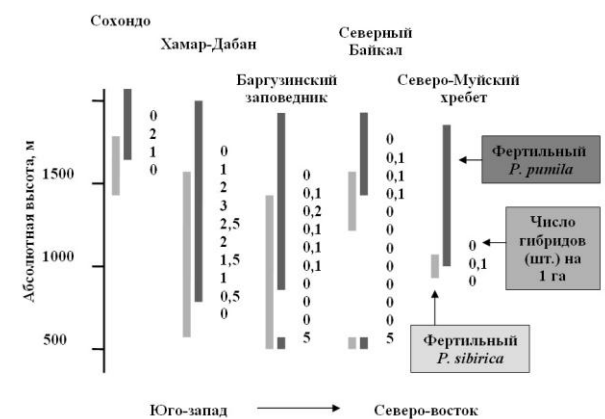 Сохондо
Хамар-Дабан
Баргузинский
заповедник
Северный
Байкал
Северо-Муйский
хребет
Абсолютная высота, м
1500
1000
500
0
2
1
0
0
1
2
3
2,5
2
1,5
1
0,5
0
0
0,1
0,2
0,1
0,1
0,1
0
0
0
5
0
0,1
0,1
0,1
0
0
0
0
0
0
0
5
0
0,1
0
Фертильный
P. pumila
Число
гибридов
(шт.) на
1 га
Фертильный
P. sibirica
Юго-запад
Северо-восток